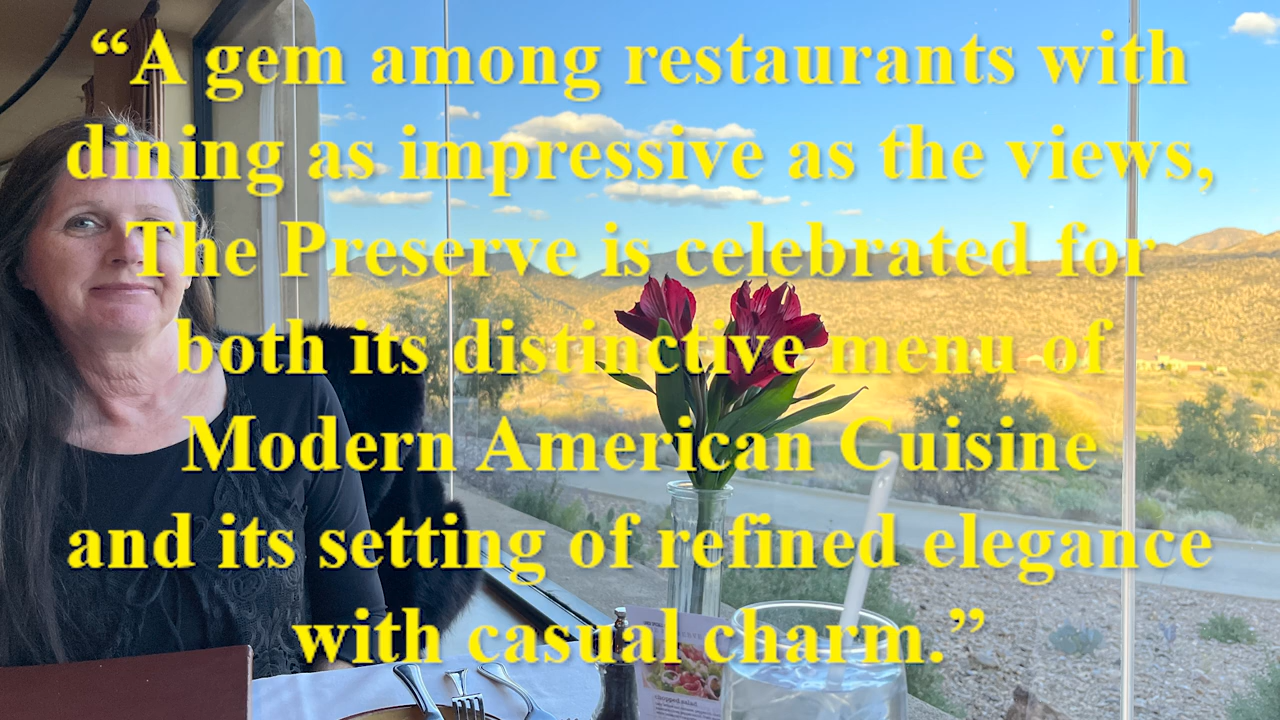 “A gem among restaurants with
dining as impressive as the views,
The Preserve is celebrated for
both its distinctive menu of
Modern American Cuisine
and its setting of refined elegance
with casual charm.”